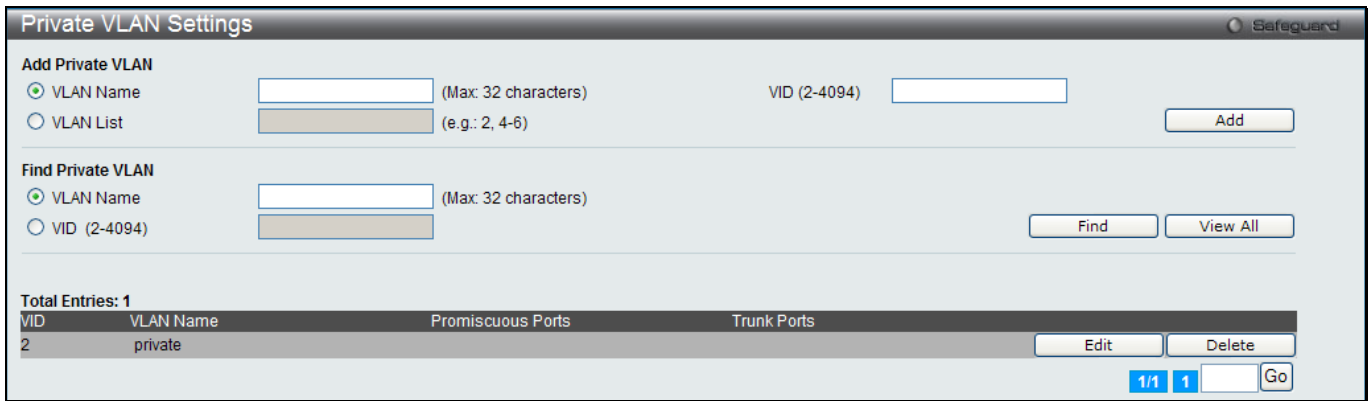 Private VLAN Settings Safeguard
Add Private VLAN
VLAN Name (Max: 32 characters) VID (2-4094)
VLAN List (e.g.: 2, 4-6) Add
Find Private VLAN
VLAN Name (Max: 32 characters)
VID (2-4094) Find View All
Total Entries: 1
VID VLAN Name Promiscuous Ports Trunk Ports
2 private Edit Delete
1/1 1 Go